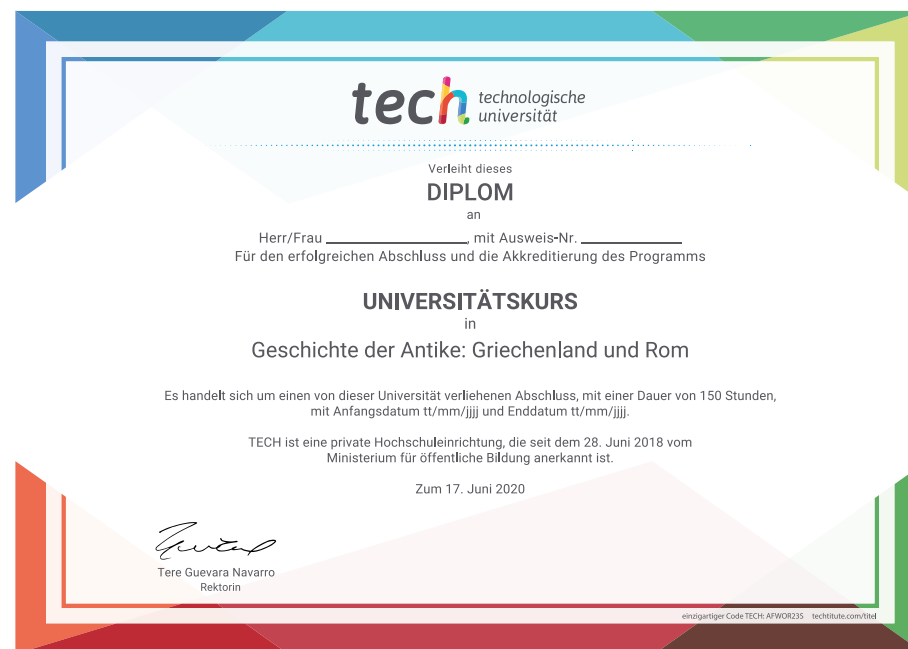 tech technologische
universität
Verleiht dieses
DIPLOM
an
Herr/Frau ____________________, mit Ausweis-Nr. ______________
Für den erfolgreichen Abschluss und die Akkreditierung des Programms
UNIVERSITÄTSKURS
in
Geschichte der Antike: Griechenland und Rom
Es handelt sich um einen von dieser Universität verliehenen Abschluss, mit einer Dauer von 150 Stunden,
mit Anfangsdatum tt/mm/jjjj und Enddatum tt/mm/jjjj.
TECH ist eine private Hochschuleinrichtung, die seit dem 28. Juni 2018 vom
Ministerium für öffentliche Bildung anerkannt ist.
Zum 17. Juni 2020
Tere Guevara Navarro
Rektorin
einzigartiger Code TECH: AFWOR235 techtitute.com/titel